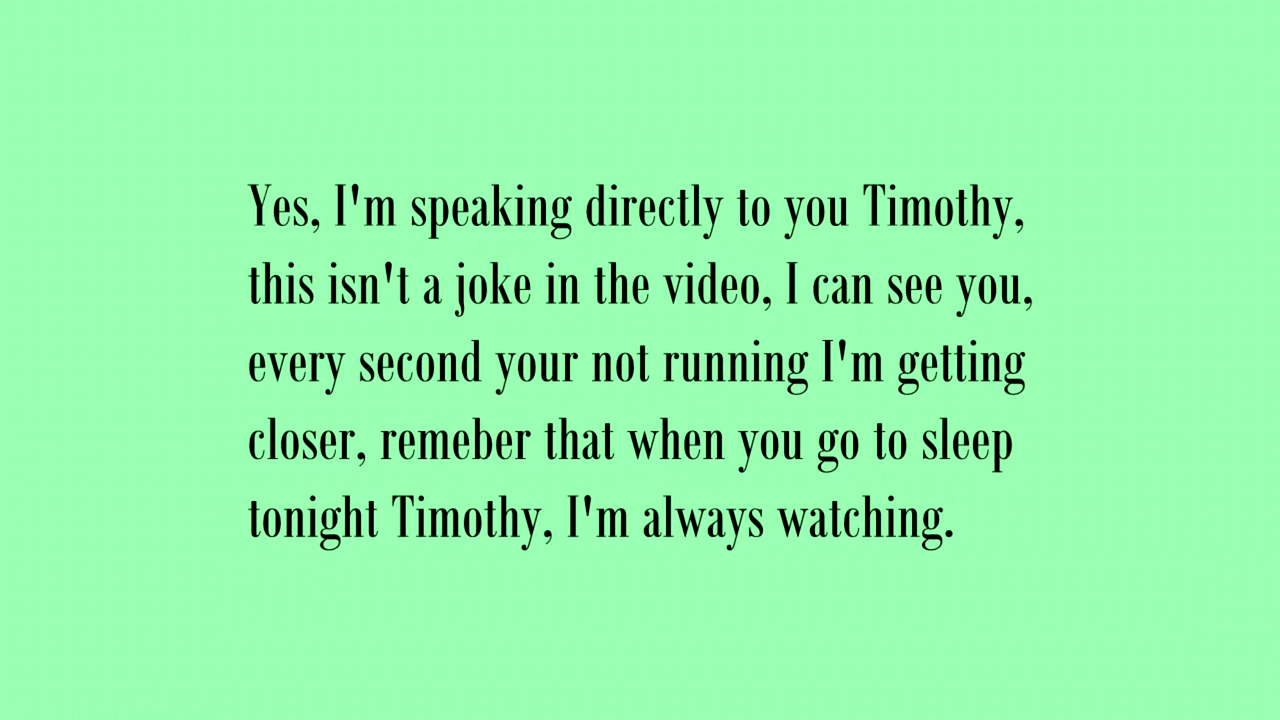 Yes, I'm speaking directly to you Timothy,
this isn't a joke in the video, I can see you,
every second your not running I'm getting
closer, remeber that when you go to sleep
tonight Timothy, I'm always watching.